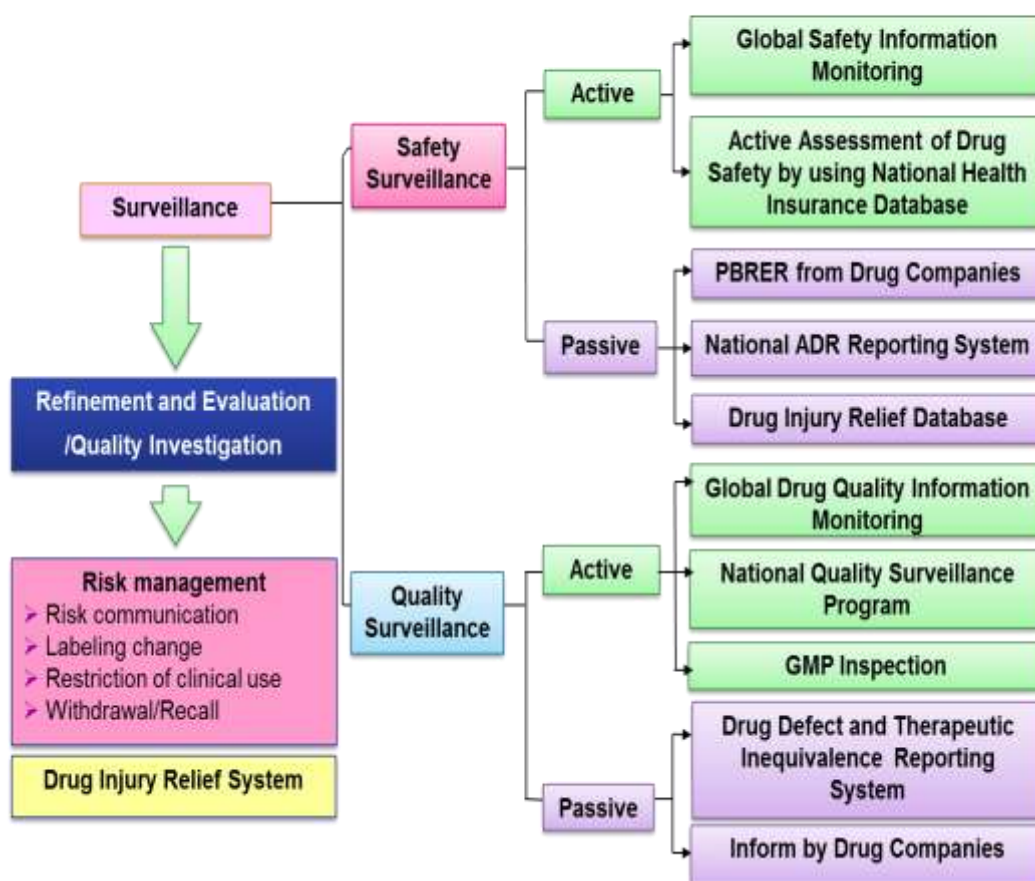 Surveillance
Refinement and Evaluation
/Quality Investigation
Risk management
➤ Risk communication
➤ Labeling change
➤ Restriction of clinical use
➤ Withdrawal/Recall
Drug Injury Relief System
Safety
Surveillance
Active
Global Safety Information
Monitoring
Active Assessment of Drug
Safety by using National Health
Insurance Database
Passive
PBRER from Drug Companies
National ADR Reporting System
Drug Injury Relief Database
Quality
Surveillance
Active
Global Drug Quality Information
Monitoring
National Quality Surveillance
Program
GMP Inspection
Passive
Drug Defect and Therapeutic
Inequivalence Reporting
System
Inform by Drug Companies